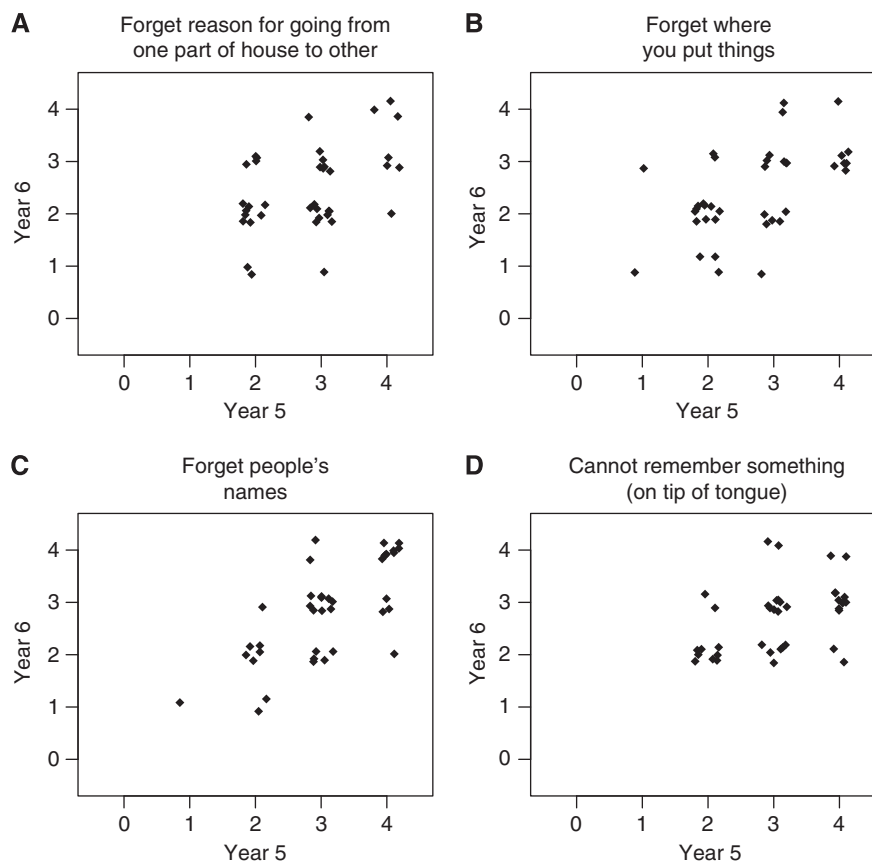 A
Forget reason for going from
one part of house to other
Year 6
4
3
2
1
0
0 1 2 3 4
Year 5
B
Forget where
you put things
Year 6
4
3
2
1
0
0 1 2 3 4
Year 5
C
Forget people’s
names
Year 6
4
3
2
1
0
0 1 2 3 4
Year 5
D
Cannot remember something
(on tip of tongue)
Year 6
4
3
2
1
0
0 1 2 3 4
Year 5